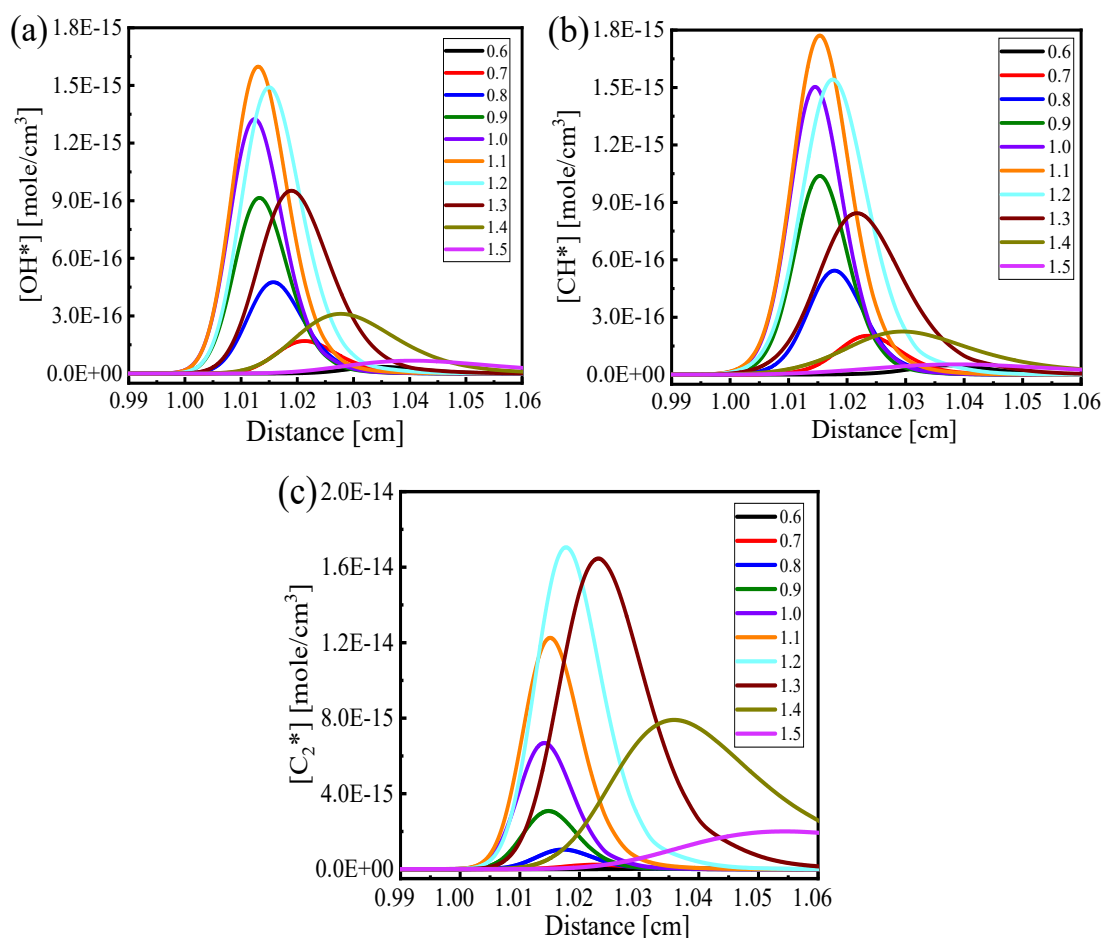 (a)
[OH*] [mole/cm³]
1.8E-15
1.5E-15
1.2E-15
9.0E-16
6.0E-16
3.0E-16
0.0E+00
0.6
0.7
0.8
0.9
1.0
1.1
1.2
1.3
1.4
1.5
0.99 1.00 1.01 1.02 1.03 1.04 1.05 1.06
Distance [cm]
(b)
[CH*] [mole/cm³]
1.8E-15
1.5E-15
1.2E-15
9.0E-16
6.0E-16
3.0E-16
0.0E+00
0.6
0.7
0.8
0.9
1.0
1.1
1.2
1.3
1.4
1.5
0.99 1.00 1.01 1.02 1.03 1.04 1.05 1.06
Distance [cm]
(c)
[C₂*] [mole/cm³]
2.0E-14
1.6E-14
1.2E-14
8.0E-15
4.0E-15
0.0E+00
0.6
0.7
0.8
0.9
1.0
1.1
1.2
1.3
1.4
1.5
0.99 1.00 1.01 1.02 1.03 1.04 1.05 1.06
Distance [cm]